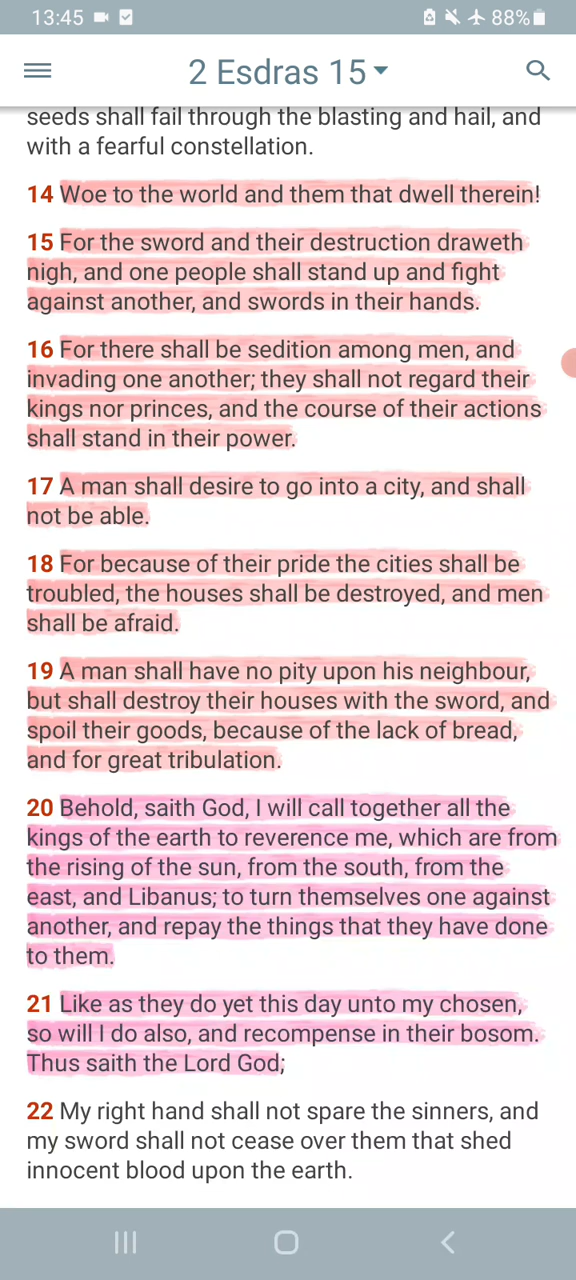 13:45
88%
2 Esdras 15
seeds shall fail through the blasting and hail, and
with a fearful constellation.
14 Woe to the world and them that dwell therein!
15 For the sword and their destruction draweth
nigh, and one people shall stand up and fight
against another, and swords in their hands.
16 For there shall be sedition among men, and
invading one another; they shall not regard their
kings nor princes, and the course of their actions
shall stand in their power.
17 A man shall desire to go into a city, and shall
not be able.
18 For because of their pride the cities shall be
troubled, the houses shall be destroyed, and men
shall be afraid.
19 A man shall have no pity upon his neighbour,
but shall destroy their houses with the sword, and
spoil their goods, because of the lack of bread,
and for great tribulation.
20 Behold, saith God, I will call together all the
kings of the earth to reverence me, which are from
the rising of the sun, from the south, from the
east, and Libanus; to turn themselves one against
another, and repay the things that they have done
to them.
21 Like as they do yet this day unto my chosen,
so will I do also, and recompense in their bosom.
Thus saith the Lord God;
22 My right hand shall not spare the sinners, and
my sword shall not cease over them that shed
innocent blood upon the earth.